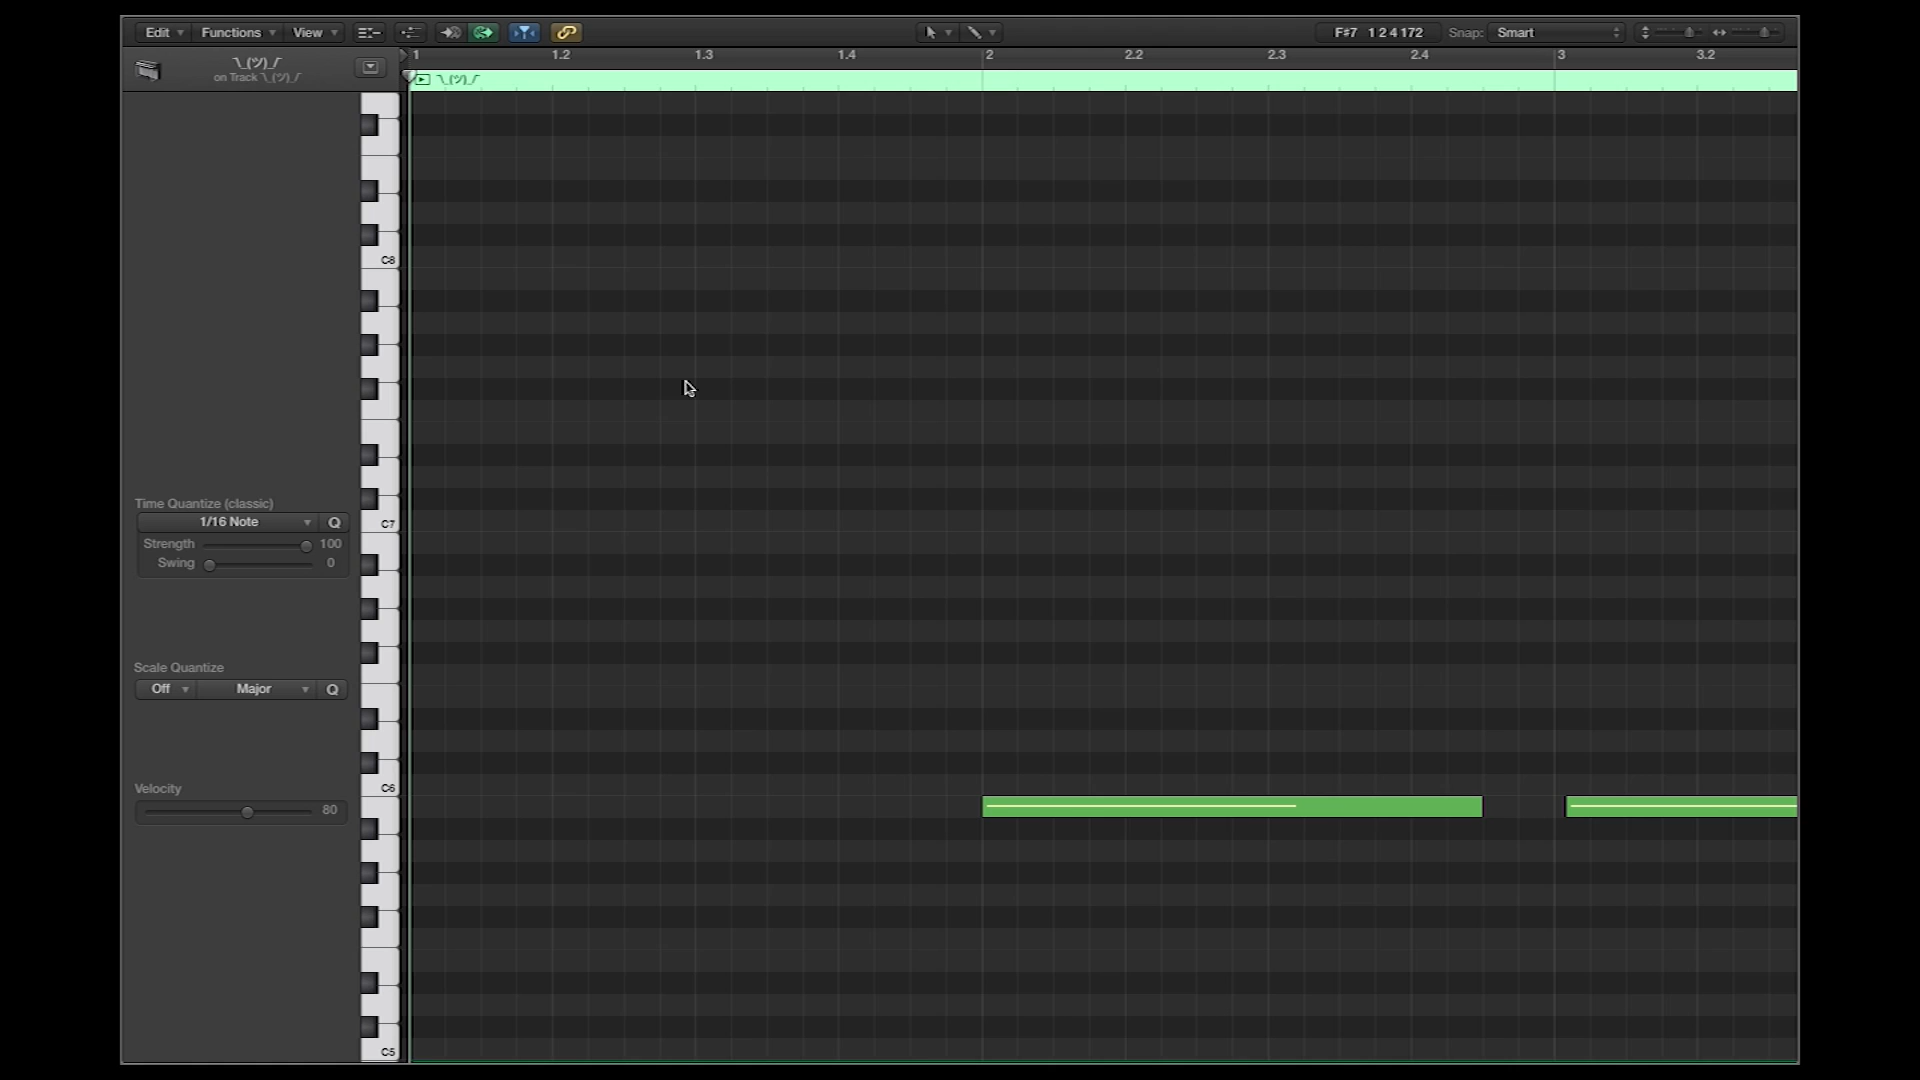 Edit Functions View F#7 1 2 4 172 Snap: Smart
¯\_(ツ)_/¯
on Track ¯\_(ツ)_/¯
1 1.2 1.3 1.4 2 2.2 2.3 2.4 3 3.2
¯\_(ツ)_/¯
C8
C7
C6
C5
Time Quantize (classic)
1/16 Note Q
Strength 100
Swing 0
Scale Quantize
Off Major Q
Velocity
80